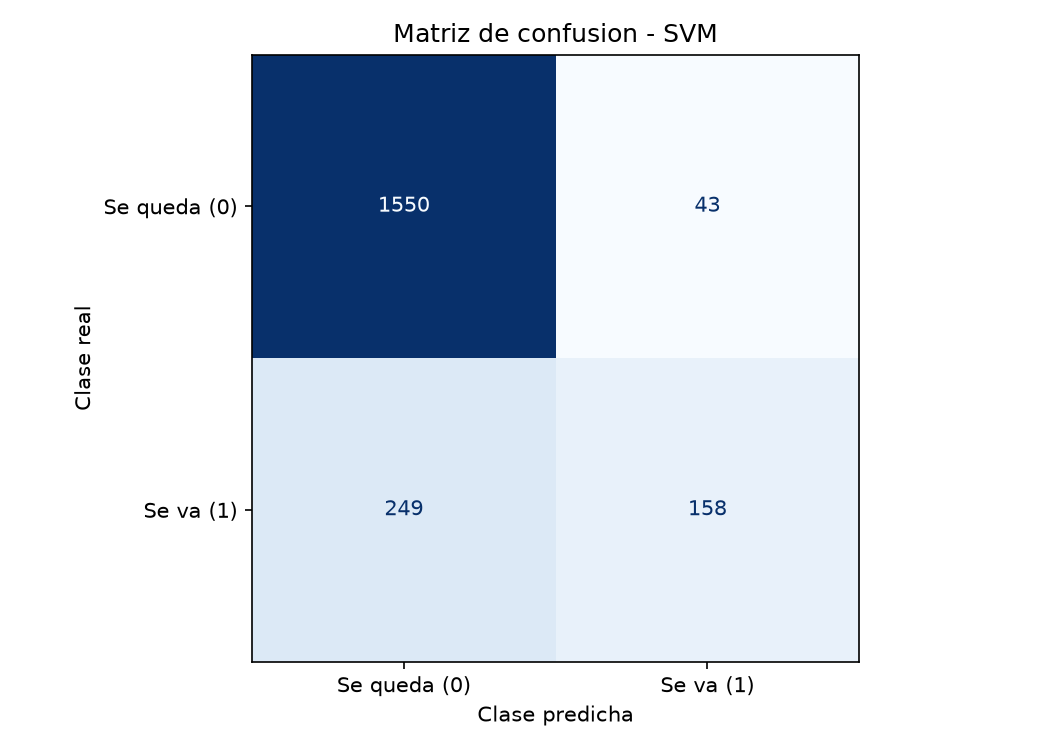 Matriz de confusion - SVM
Se queda (0)
1550
43
Clase real
Se va (1)
249
158
Se queda (0)
Se va (1)
Clase predicha